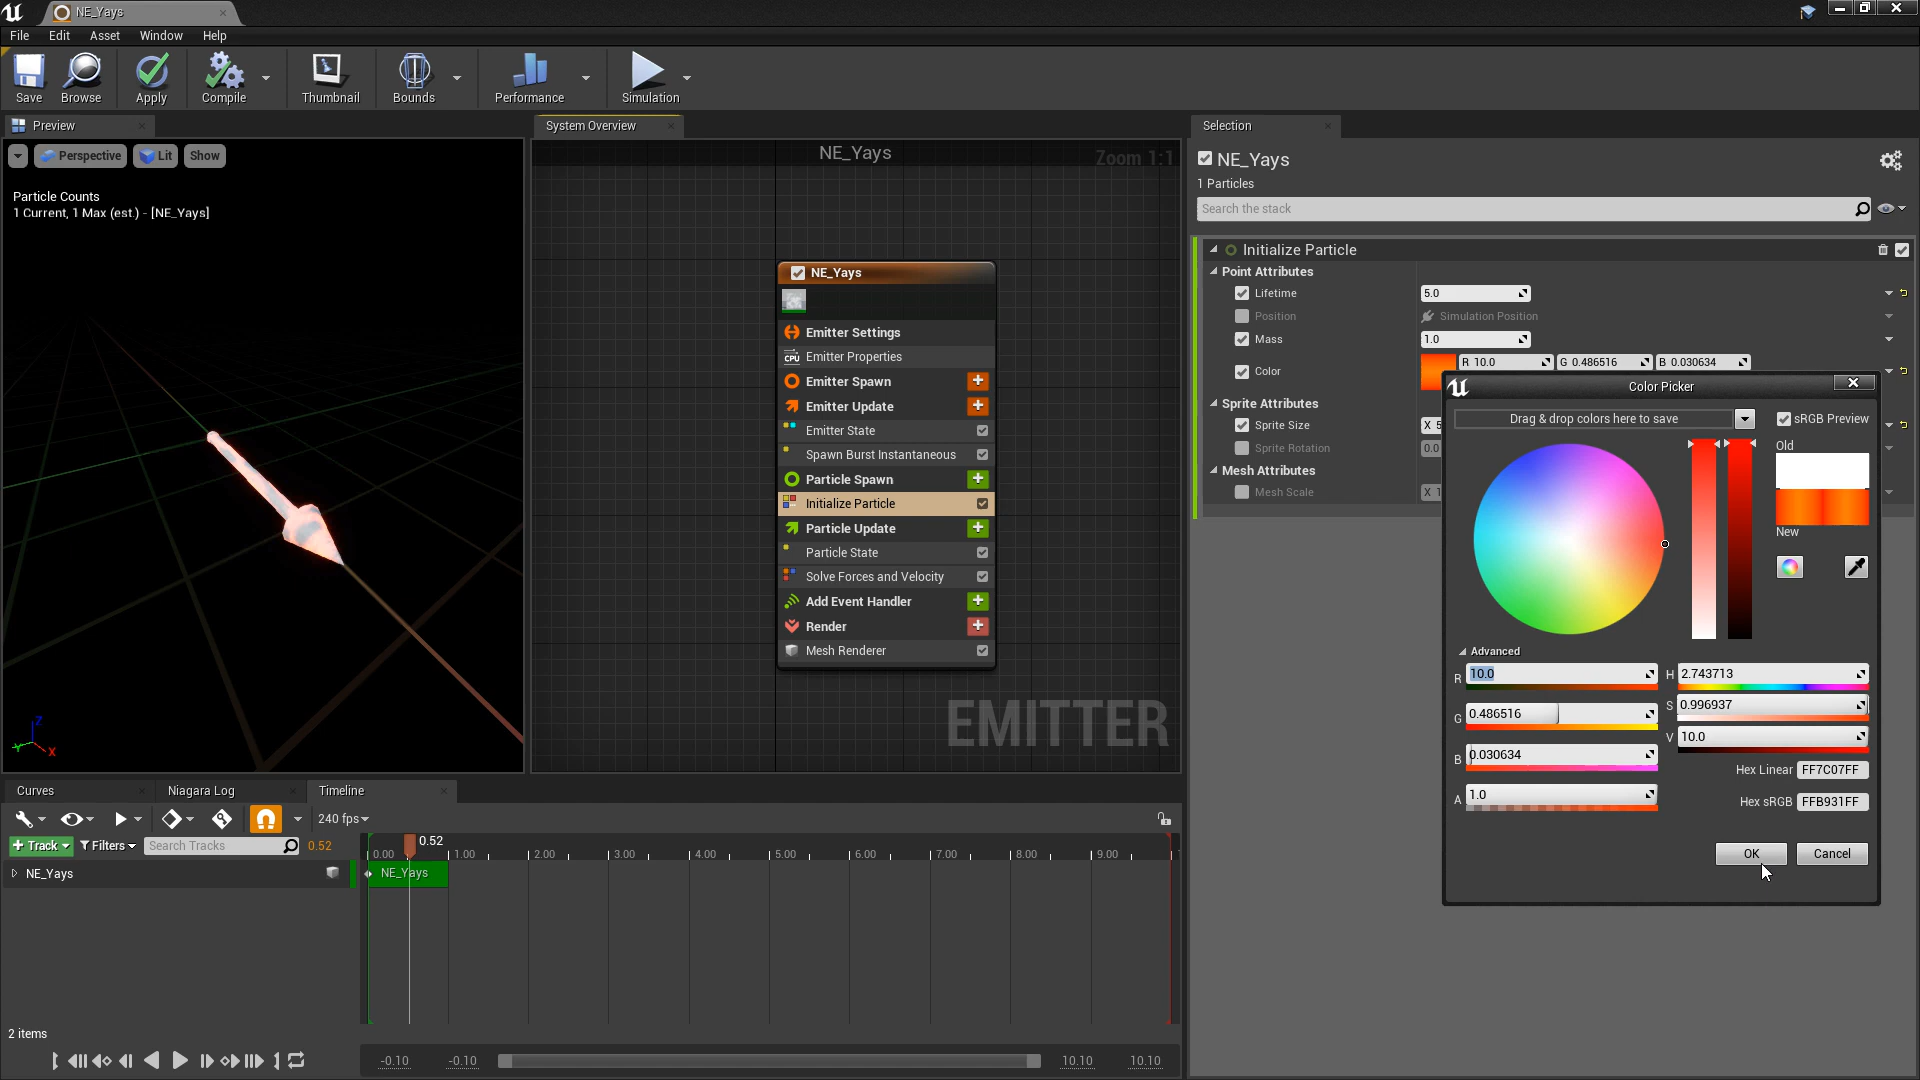 NE_Yays
File Edit Asset Window Help
Save Browse Apply Compile Thumbnail Bounds Performance Simulation
Preview
Perspective Lit Show
Particle Counts
1 Current, 1 Max (est.) - [NE_Yays]
Z
Y
X
System Overview
NE_Yays
Zoom 1:1
NE_Yays
Emitter Settings
CPU Emitter Properties
Emitter Spawn
Emitter Update
Emitter State
Spawn Burst Instantaneous
Particle Spawn
Initialize Particle
Particle Update
Particle State
Solve Forces and Velocity
Add Event Handler
Render
Mesh Renderer
EMITTER
Selection
NE_Yays
1 Particles
Search the stack
Initialize Particle
Point Attributes
Lifetime 5.0
Position Simulation Position
Mass 1.0
Color R 10.0 G 0.486516 B 0.030634
Sprite Attributes
Sprite Size X 5
Sprite Rotation 0.0
Mesh Attributes
Mesh Scale X 1
Color Picker
Drag & drop colors here to save
sRGB Preview
Old
New
Advanced
R 10.0 H 2.743713
G 0.486516 S 0.996937
B 0.030634 V 10.0
A 1.0
Hex Linear FF7C07FF
Hex sRGB FFB931FF
OK Cancel
Curves Niagara Log Timeline
240 fps
Track Filters Search Tracks 0.52
0.52
0.00 1.00 2.00 3.00 4.00 5.00 6.00 7.00 8.00 9.00
NE_Yays NE_Yays
2 items
-0.10 -0.10 10.10 10.10